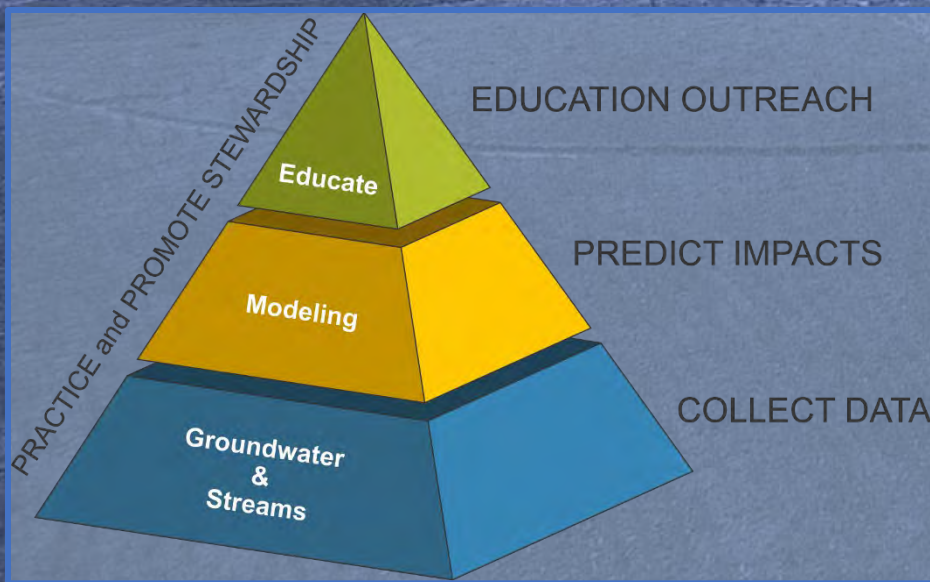 PRACTICE and PROMOTE STEWARDSHIP
Educate
EDUCATION OUTREACH
Modeling
PREDICT IMPACTS
Groundwater
&
Streams
COLLECT DATA